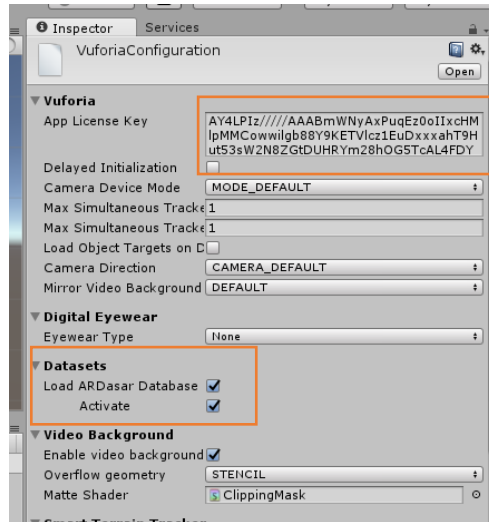 Inspector Services
VuforiaConfiguration
Open
Vuforia
App License Key AY4LPIz/////AAABmWNyAxPuqEz0oIIxcHM
lpMMCowwilgb88Y9KETVlcz1EuDxxxahT9H
ut53sW2N8ZGtDUHRYm28hOG5TcAL4FDY
Delayed Initialization
Camera Device Mode MODE_DEFAULT
Max Simultaneous Tracke 1
Max Simultaneous Tracke 1
Load Object Targets on D
Camera Direction CAMERA_DEFAULT
Mirror Video Background DEFAULT
Digital Eyewear
Eyewear Type None
Datasets
Load ARDasar Database
Activate
Video Background
Enable video background
Overflow geometry STENCIL
Matte Shader ClippingMask
Smart Terrain Tracker